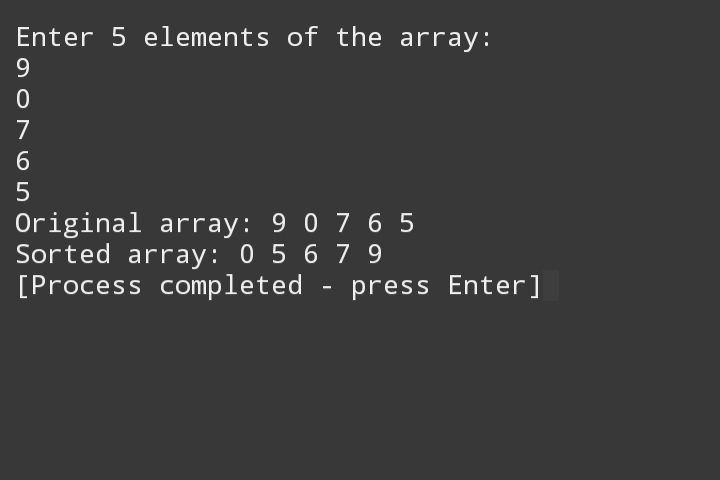 Enter 5 elements of the array:
9
0
7
6
5
Original array: 9 0 7 6 5
Sorted array: 0 5 6 7 9
[Process completed - press Enter]